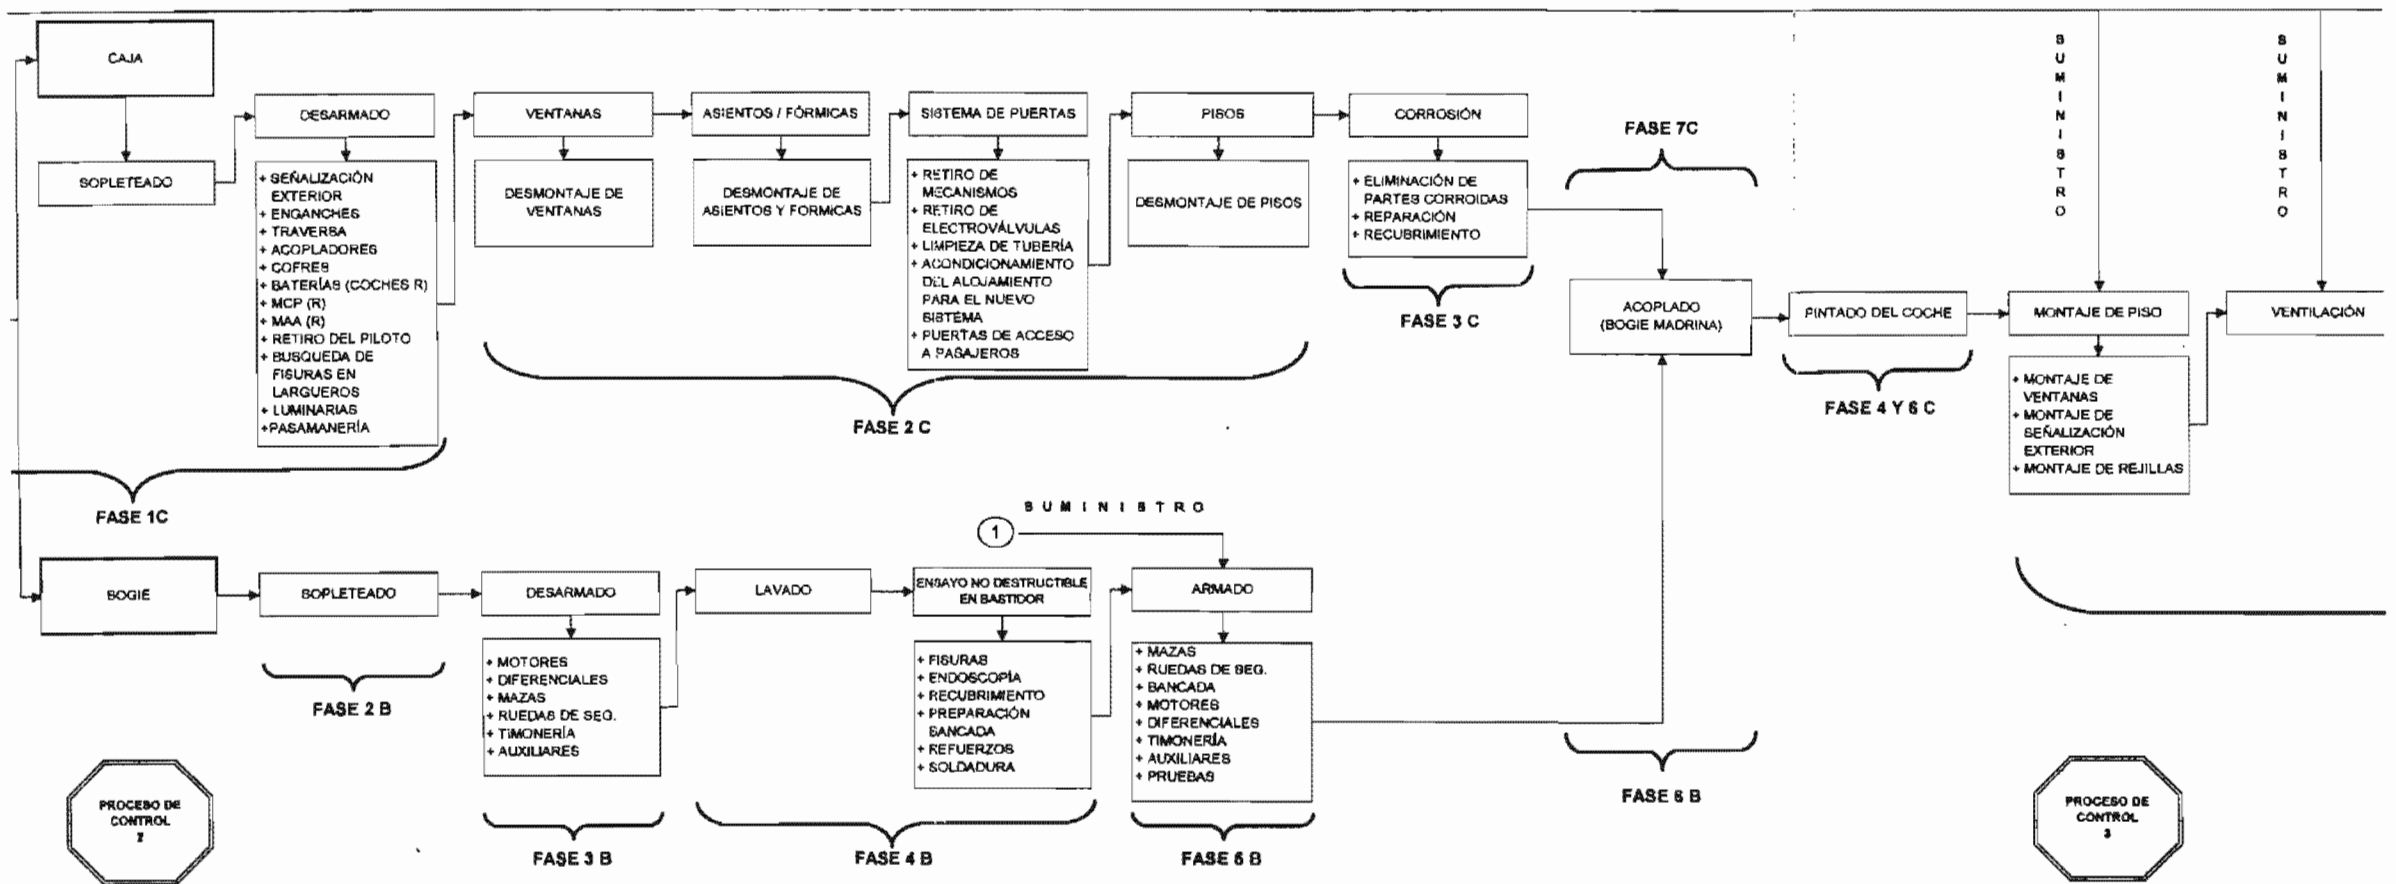 CAJA
SOPLETEADO
DESARMADO
+ SEÑALIZACIÓN
EXTERIOR
+ ENGANCHES
+ TRAVERSA
+ ACOPLADORES
+ COFRES
+ BATERÍAS (COCHES R)
+ MCP (R)
+ MAA (R)
+ RETIRO DEL PILOTO
+ BUSQUEDA DE
FISURAS EN
LARGUEROS
+ LUMINARIAS
+PASAMANERÍA
FASE 1C
VENTANAS
DESMONTAJE DE
VENTANAS
ASIENTOS / FÓRMICAS
DESMONTAJE DE
ASIENTOS Y FORMICAS
SISTEMA DE PUERTAS
+ RETIRO DE
MECANISMOS
+ RETIRO DE
ELECTROVÁLVULAS
+ LIMPIEZA DE TUBERÍA
+ ACONDICIONAMIENTO
DEL ALOJAMIENTO
PARA EL NUEVO
SISTEMA
+ PUERTAS DE ACCESO
A PASAJEROS
PISOS
DESMONTAJE DE PISOS
FASE 2 C
CORROSIÓN
+ ELIMINACIÓN DE
PARTES CORROIDAS
+ REPARACIÓN
+ RECUBRIMIENTO
FASE 3 C
FASE 7C
ACOPLADO
(BOGIE MADRINA)
PINTADO DEL COCHE
FASE 4 Y 6 C
SUMINISTRO
MONTAJE DE PISO
+ MONTAJE DE
VENTANAS
+ MONTAJE DE
SEÑALIZACIÓN
EXTERIOR
+ MONTAJE DE REJILLAS
SUMINISTRO
VENTILACIÓN
SUMINISTRO
1
BOGIE
SOPLETEADO
FASE 2 B
DESARMADO
+ MOTORES
+ DIFERENCIALES
+ MAZAS
+ RUEDAS DE SEG.
+ TIMONERÍA
+ AUXILIARES
FASE 3 B
LAVADO
ENSAYO NO DESTRUCTIBLE
EN BASTIDOR
+ FISURAS
+ ENDOSCOPÍA
+ RECUBRIMIENTO
+ PREPARACIÓN
BANCADA
+ REFUERZOS
+ SOLDADURA
FASE 4 B
ARMADO
+ MAZAS
+ RUEDAS DE SEG.
+ BANCADA
+ MOTORES
+ DIFERENCIALES
+ TIMONERÍA
+ AUXILIARES
+ PRUEBAS
FASE 5 B
FASE 6 B
PROCESO DE
CONTROL
2
PROCESO DE
CONTROL
3